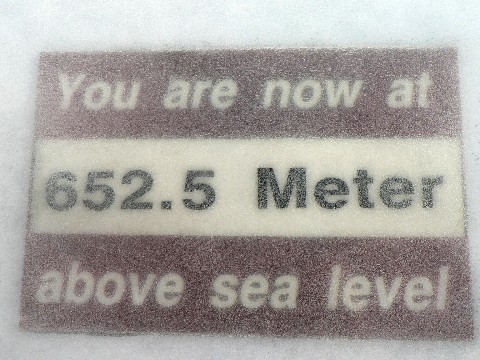 You are now at
652.5 Meter
above sea level